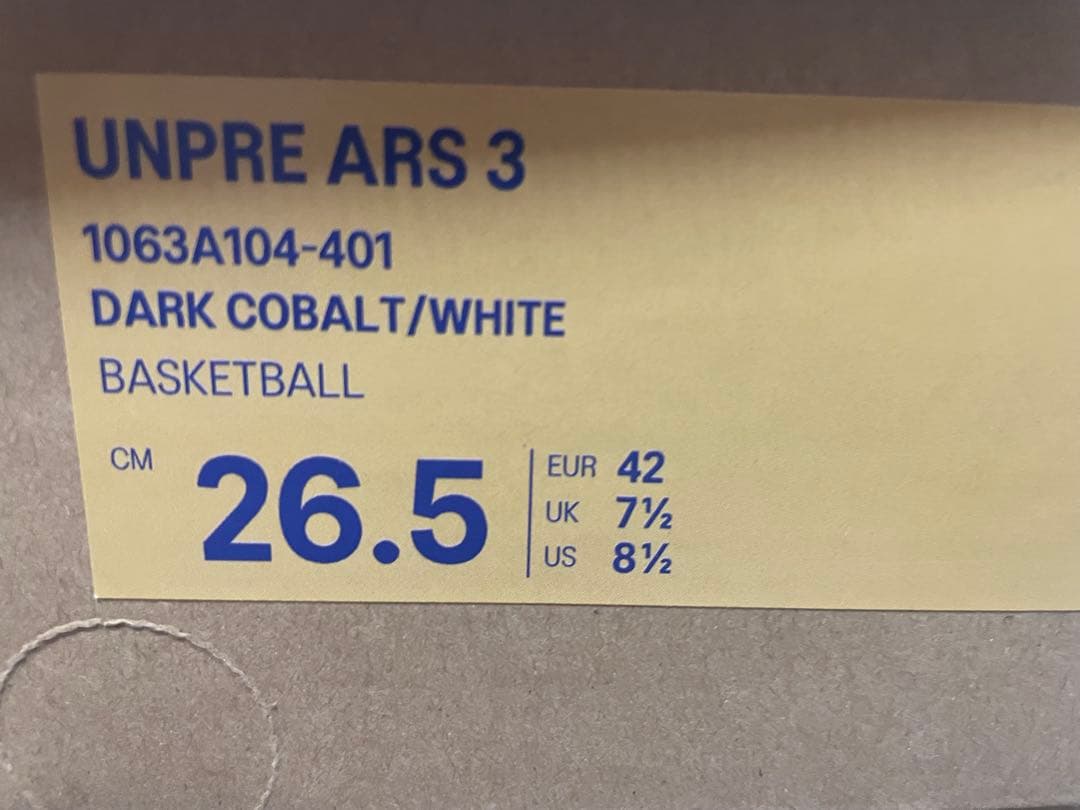 UNPRE ARS 3
1063A104-401
DARK COBALT/WHITE
BASKETBALL
CM 26.5
EUR 42
UK 7½
US 8½